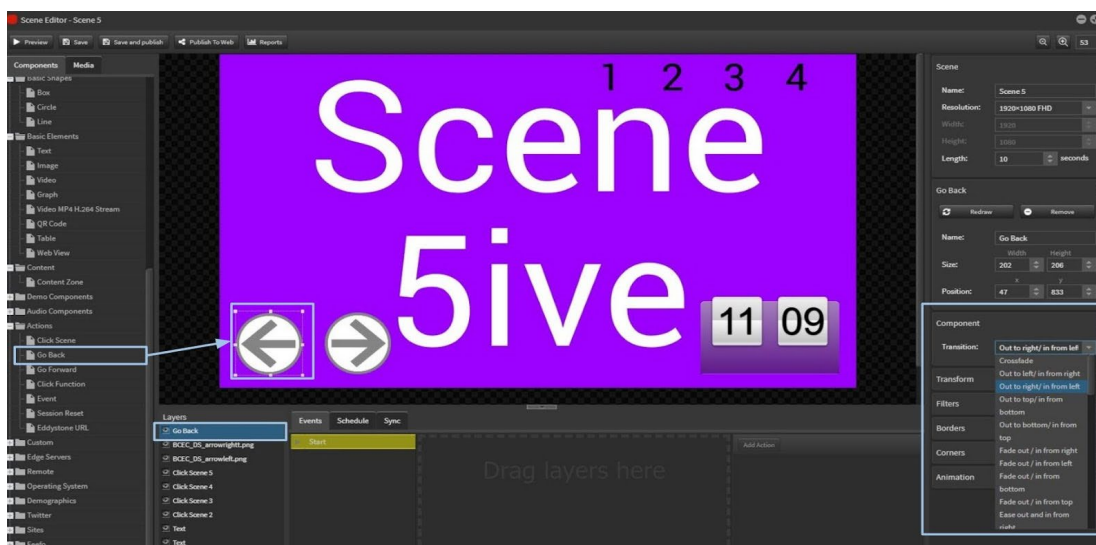 Scene Editor - Scene 5
Preview Save Save and publish Publish To Web Reports 53
Components Media
Basic Shapes
Box
Circle
Line
Basic Elements
Text
Image
Video
Graph
Video MP4 H.264 Stream
QR Code
Table
Web View
Content
Content Zone
Demo Components
Audio Components
Actions
Click Scene
Go Back
Go Forward
Click Function
Event
Session Reset
Eddystone URL
Custom
Edge Servers
Remote
Operating System
Demographics
Twitter
Sites
1 2 3 4
Scene
5ive
11 09
Layers
Go Back
BCEC_DS_arrowrightt.png
BCEC_DS_arrowleft.png
Click Scene 5
Click Scene 4
Click Scene 3
Click Scene 2
Text
Text
Events Schedule Sync
Start
Drag layers here
Add Action
Scene
Name: Scene 5
Resolution: 1920×1080 FHD
Width: 1920
Height: 1080
Length: 10 seconds
Go Back
Redraw Remove
Name: Go Back
Width Height
Size: 202 206
x y
Position: 47 833
Component
Transition: Out to right/ in from lef
Crossfade
Out to left/ in from right
Out to right/ in from left
Out to top/ in from
bottom
Out to bottom/ in from
top
Fade out / in from right
Fade out / in from left
Fade out / in from
bottom
Fade out / in from top
Ease out and in from
right
Transform
Filters
Borders
Corners
Animation